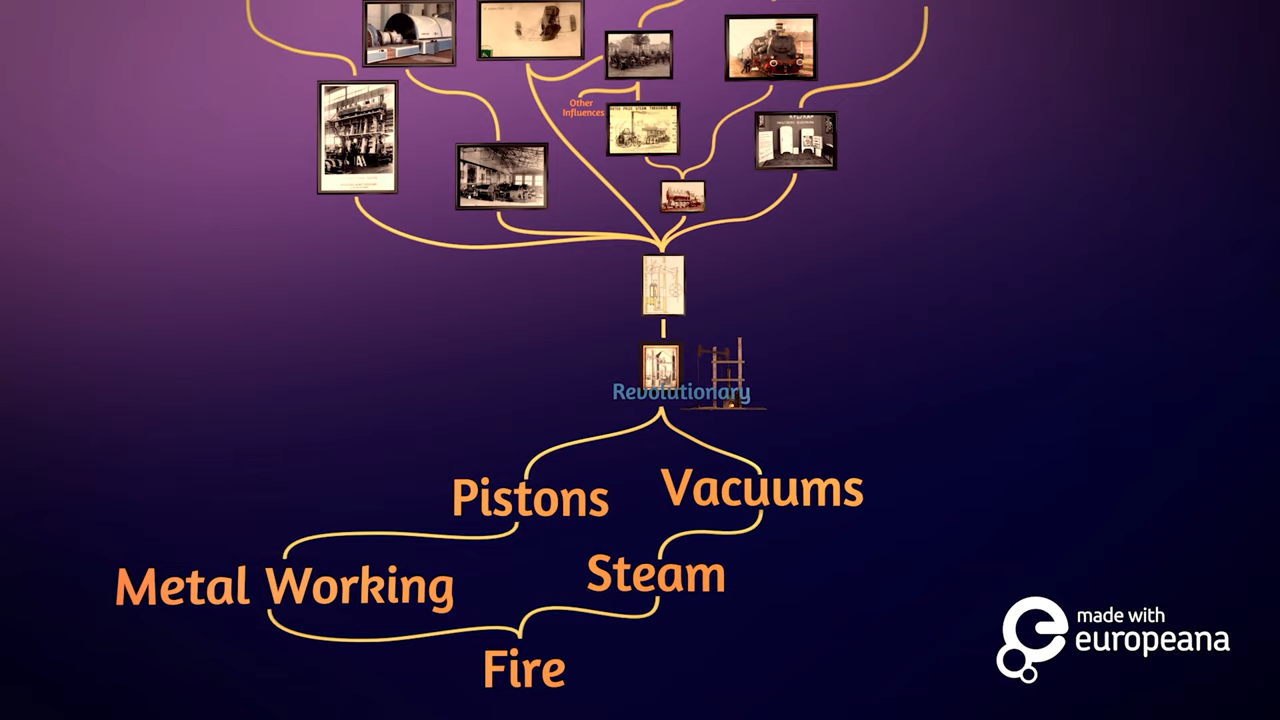 Other
Influences
Revolutionary
Pistons
Vacuums
Metal Working
Steam
Fire
made with
europeana